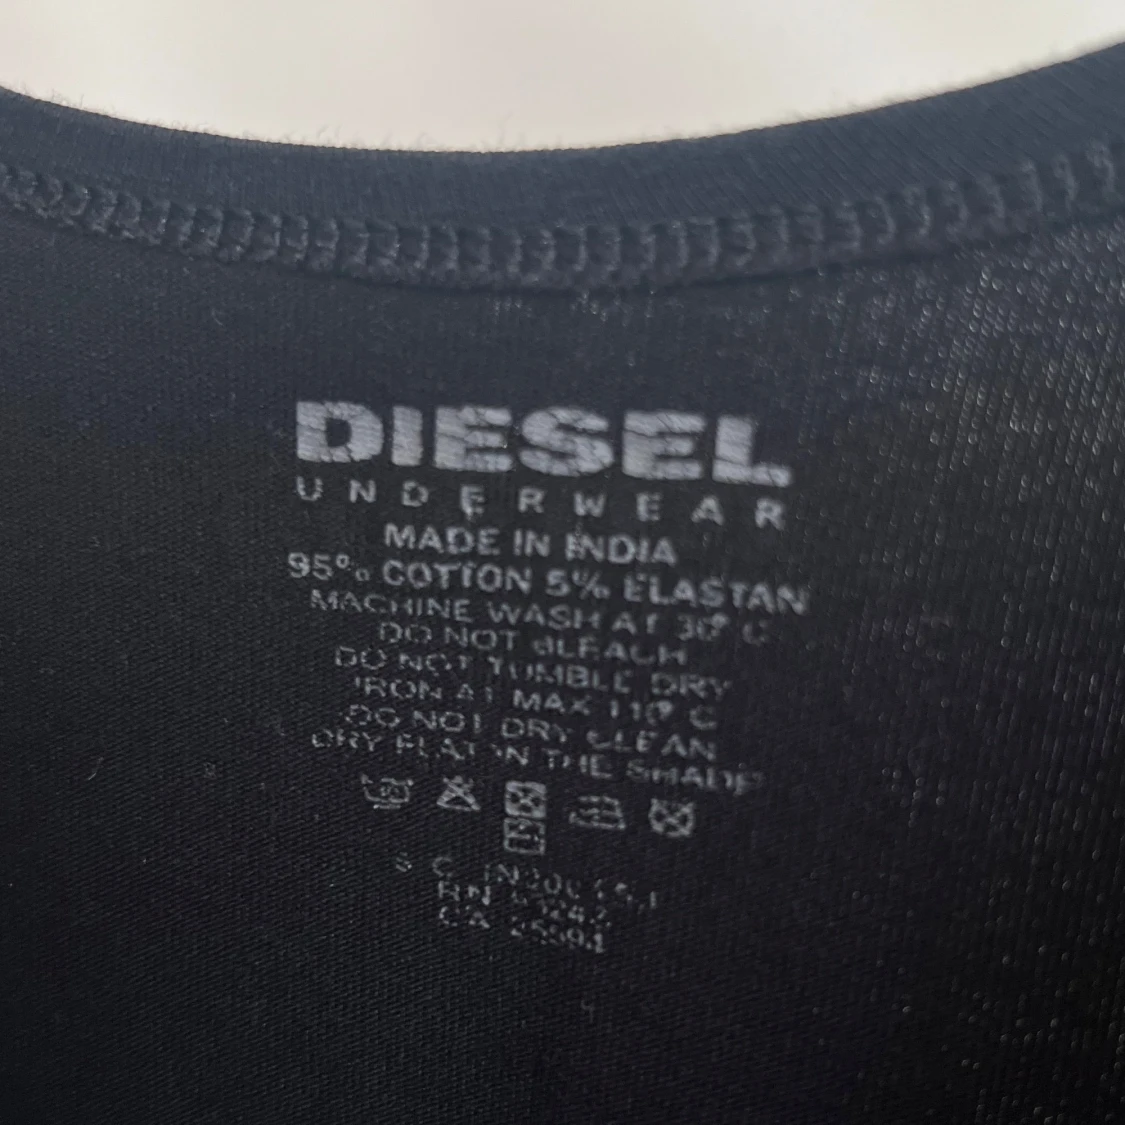 DIESEL
UNDERWEAR
MADE IN INDIA
95% COTTON 5% ELASTAN
MACHINE WASH AT 30° C
DO NOT BLEACH
DO NOT TUMBLE DRY
IRON AT MAX 110° C
DO NOT DRY CLEAN
DRY FLAT IN THE SHADE
RN
CA 25594